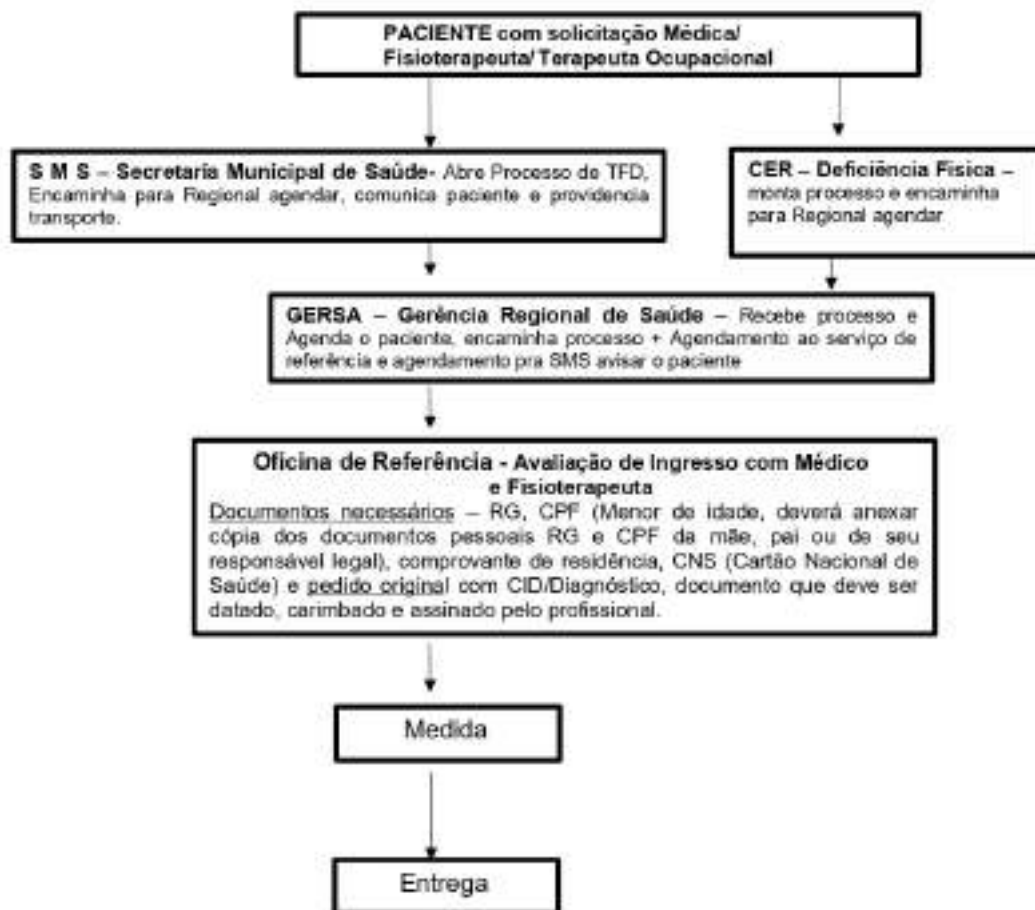 PACIENTE com solicitação Médica/
Fisioterapeuta/ Terapeuta Ocupacional
S M S – Secretaria Municipal de Saúde- Abre Processo de TFD,
Encaminha para Regional agendar, comunica paciente e providencia
transporte.
CER – Deficiência Física –
monta processo e encaminha
para Regional agendar
GERSA – Gerência Regional de Saúde – Recebe processo e
Agenda o paciente, encaminha processo + Agendamento ao serviço de
referência e agendamento pra SMS avisar o paciente
Oficina de Referência - Avaliação de Ingresso com Médico
e Fisioterapeuta
Documentos necessários – RG, CPF (Menor de idade, deverá anexar
cópia dos documentos pessoais RG e CPF da mãe, pai ou de seu
responsável legal), comprovante de residência, CNS (Cartão Nacional de
Saúde) e pedido original com CID/Diagnóstico, documento que deve ser
datado, carimbado e assinado pelo profissional.
Medida
Entrega